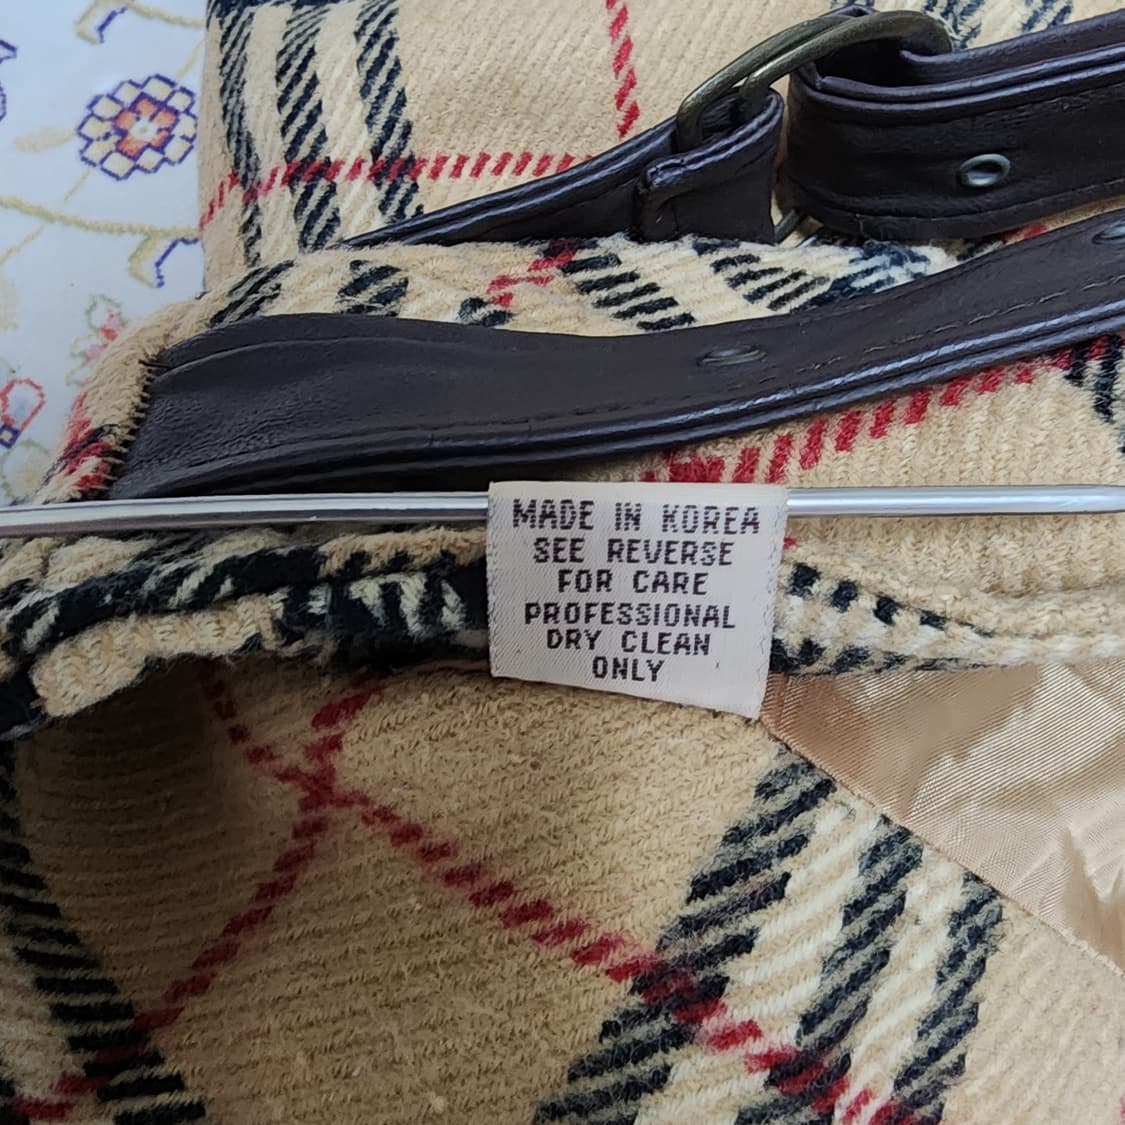 MADE IN KOREA
SEE REVERSE
FOR CARE
PROFESSIONAL
DRY CLEAN
ONLY